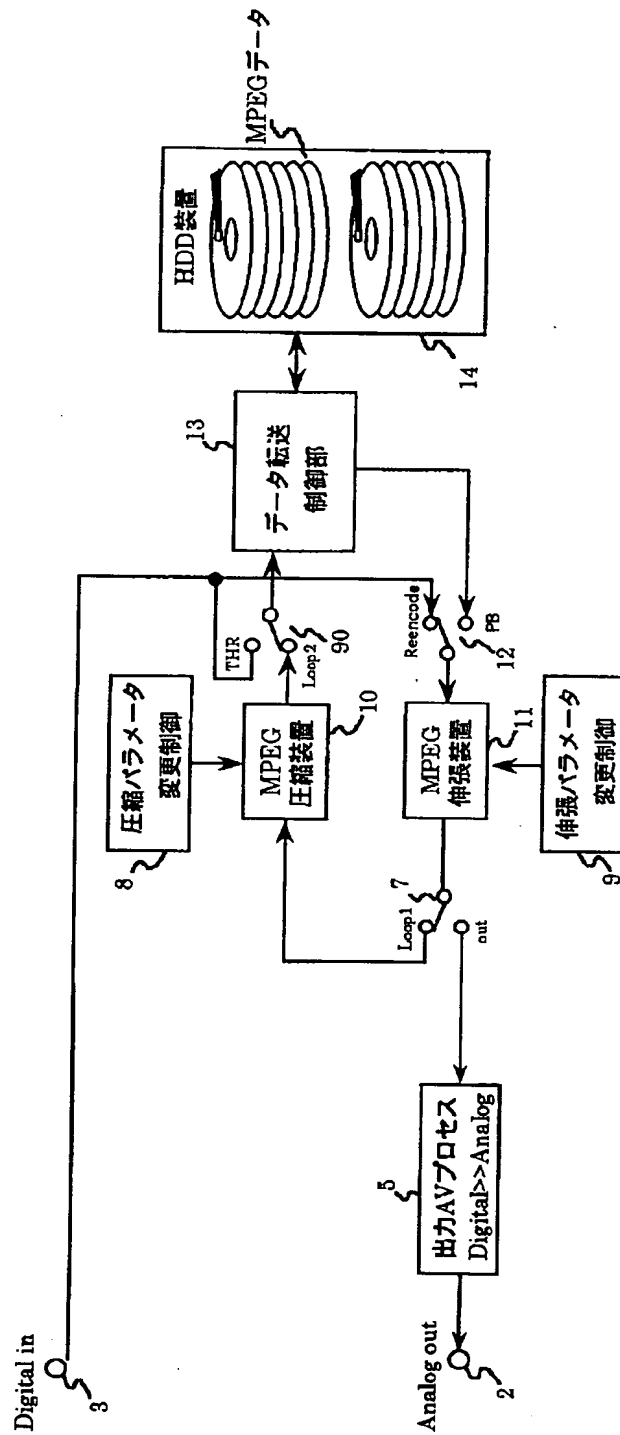 Digital in
3
圧縮パラメータ
変更制御
8
THR
Loop2
90
MPEG
圧縮装置
10
データ転送
制御部
13
HDD装置
MPEGデータ
14
Reencode
PB
12
MPEG
伸張装置
11
伸張パラメータ
変更制御
9
Loop1
out
7
出力AVプロセス
Digital>>Analog
5
Analog out
2